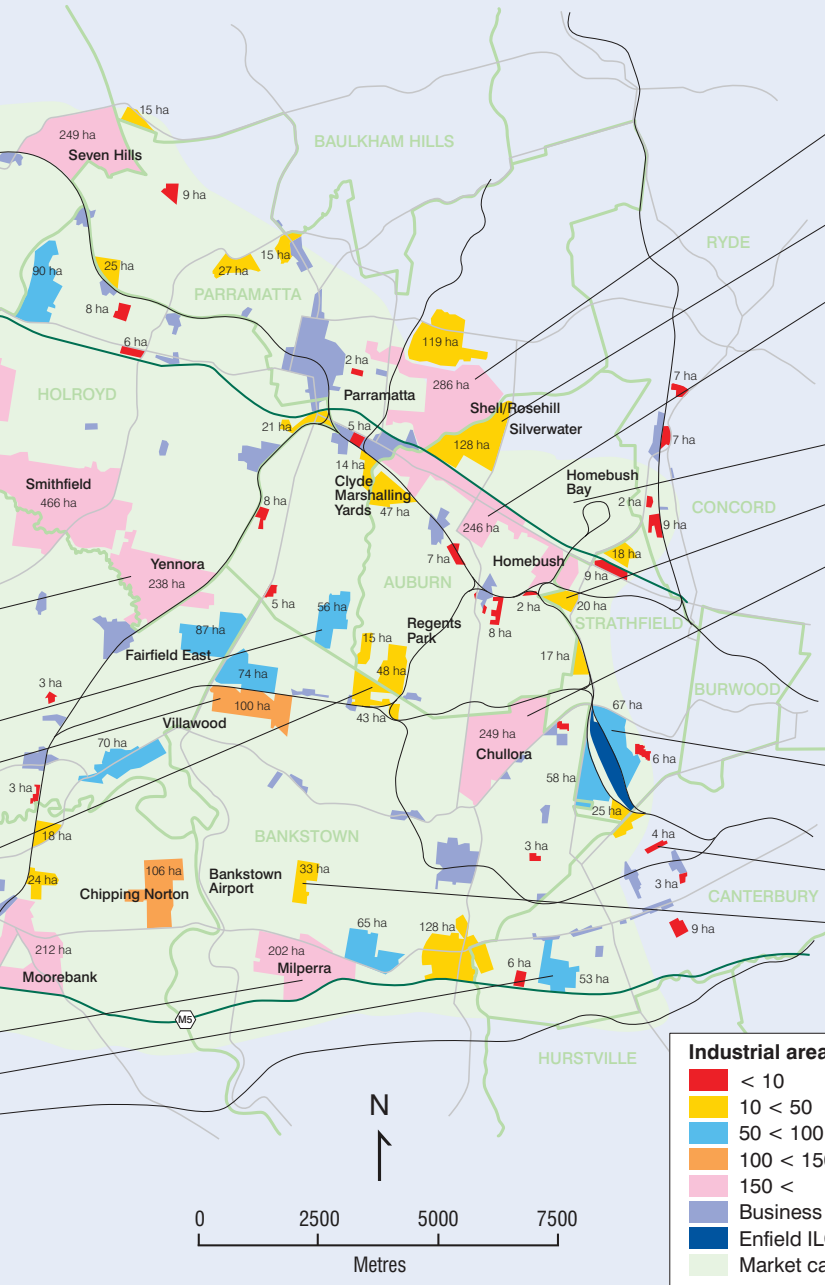 15 ha
249 ha
Seven Hills
BAULKHAM HILLS
9 ha
RYDE
15 ha
90 ha
25 ha
27 ha
PARRAMATTA
8 ha
6 ha
119 ha
2 ha
286 ha
7 ha
HOLROYD
Parramatta
Shell/Rosehill
21 ha
5 ha
Silverwater
128 ha
7 ha
14 ha
Clyde
Marshalling
Yards
47 ha
Homebush
Bay
Smithfield
466 ha
8 ha
2 ha
CONCORD
246 ha
9 ha
7 ha
18 ha
Yennora
238 ha
Homebush
9 ha
AUBURN
5 ha
56 ha
2 ha
20 ha
8 ha
Regents
Park
STRATHFIELD
87 ha
15 ha
Fairfield East
17 ha
74 ha
48 ha
3 ha
BURWOOD
100 ha
67 ha
43 ha
Villawood
249 ha
Chullora
70 ha
6 ha
58 ha
3 ha
25 ha
18 ha
BANKSTOWN
4 ha
3 ha
106 ha
33 ha
24 ha
Bankstown
Airport
3 ha
Chipping Norton
CANTERBURY
65 ha
128 ha
9 ha
212 ha
202 ha
Milperra
6 ha
Moorebank
53 ha
M5
HURSTVILLE
N
0 2500 5000 7500
Metres
Industrial area
< 10
10 < 50
50 < 100
100 < 150
150 <
Business
Enfield ILC
Market ca